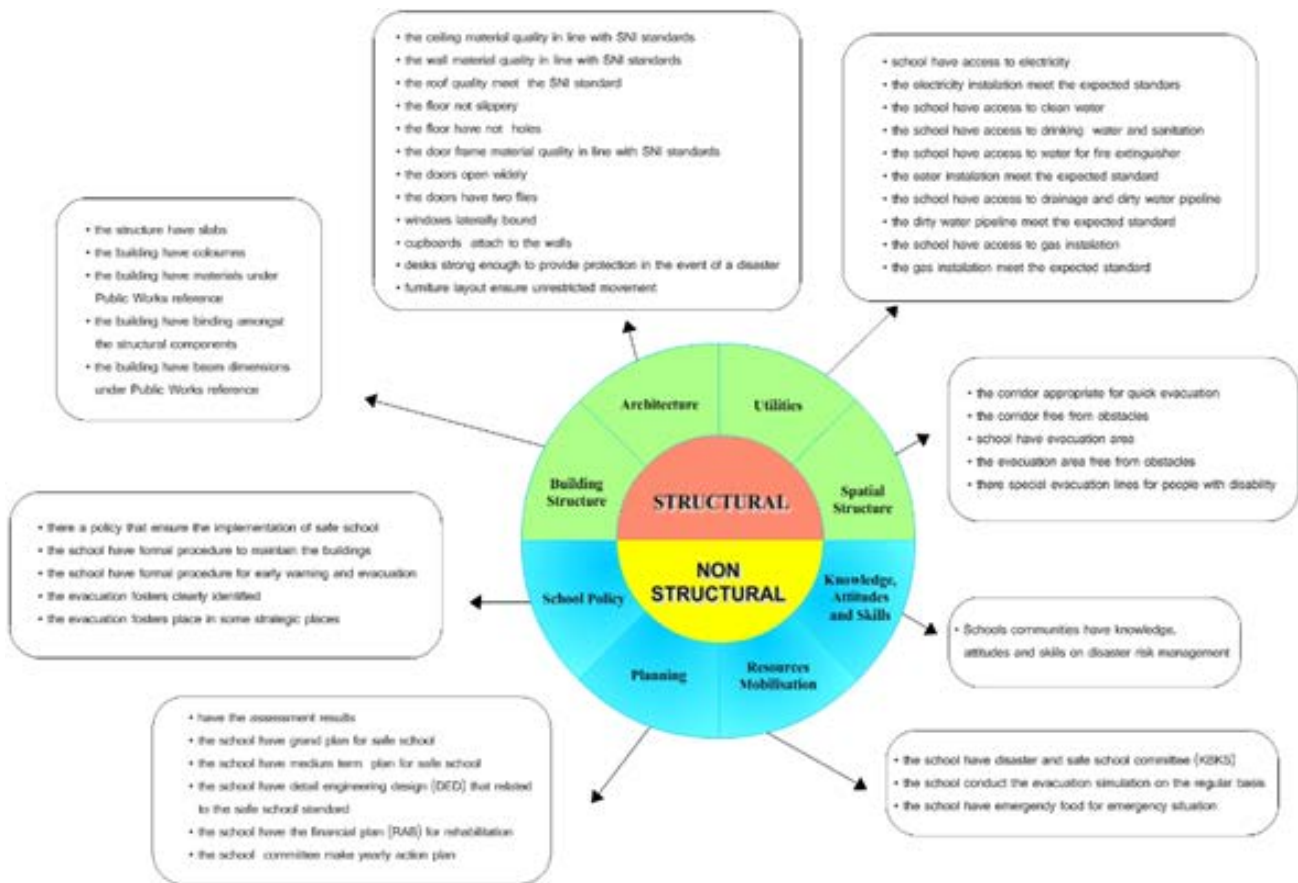 • the ceiling material quality in line with SNI standards
• the wall material quality in line with SNI standards
• the roof quality meet the SNI standard
• the floor not slippery
• the floor have not holes
• the door frame material quality in line with SNI standards
• the doors open widely
• the doors have two flies
• windows laterally bound
• cupboards attach to the walls
• desks strong enough to provide protection in the event of a disaster
• furniture layout ensure unrestricted movement
• school have access to electricity
• the electricity instalation meet the expected standars
• the school have access to clean water
• the school have access to drinking water and sanitation
• the school have access to water for fire extinguisher
• the eater installation meet the expected standard
• the school have access to drainage and dirty water pipeline
• the dirty water pipeline meet the expected standard
• the school have access to gas instalation
• the gas installation meet the expected standard
• the structure have slabs
• the building have coloumns
• the building have materials under
Public Works reference
• the building have binding amongst
the structural components
• the building have beam dimensions
under Public Works reference
• the corridor appropriate for quick evacuation
• the corridor free from obstacles
• school have evacuation area
• the evacuation area free from obstacles
• there special evacuation lines for people with disability
Architecture
Utilities
Building
Structure
STRUCTURAL
Spatial
Structure
School Policy
NON
STRUCTURAL
Knowledge,
Attitudes
and Skills
Planning
Resources
Mobilisation
• there a policy that ensure the implementation of safe school
• the school have formal procedure to maintain the buildings
• the school have formal procedure for early warning and evacuation
• the evacuation fosters clearly identified
• the evacuation fosters place in some strategic places
• Schools communities have knowledge,
attitudes and skills on disaster risk management
• have the assessment results
• the school have grand plan for safe school
• the school have medium term plan for safe school
• the school have detail engineering design (DED) that related
to the safe school standard
• the school have the financial plan (RAB) for rehabilitation
• the school committee make yearly action plan
• the school have disaster and safe school committee (KBKS)
• the school conduct the evacuation simulation on the regular basis
• the school have emergendy food for emergency situation